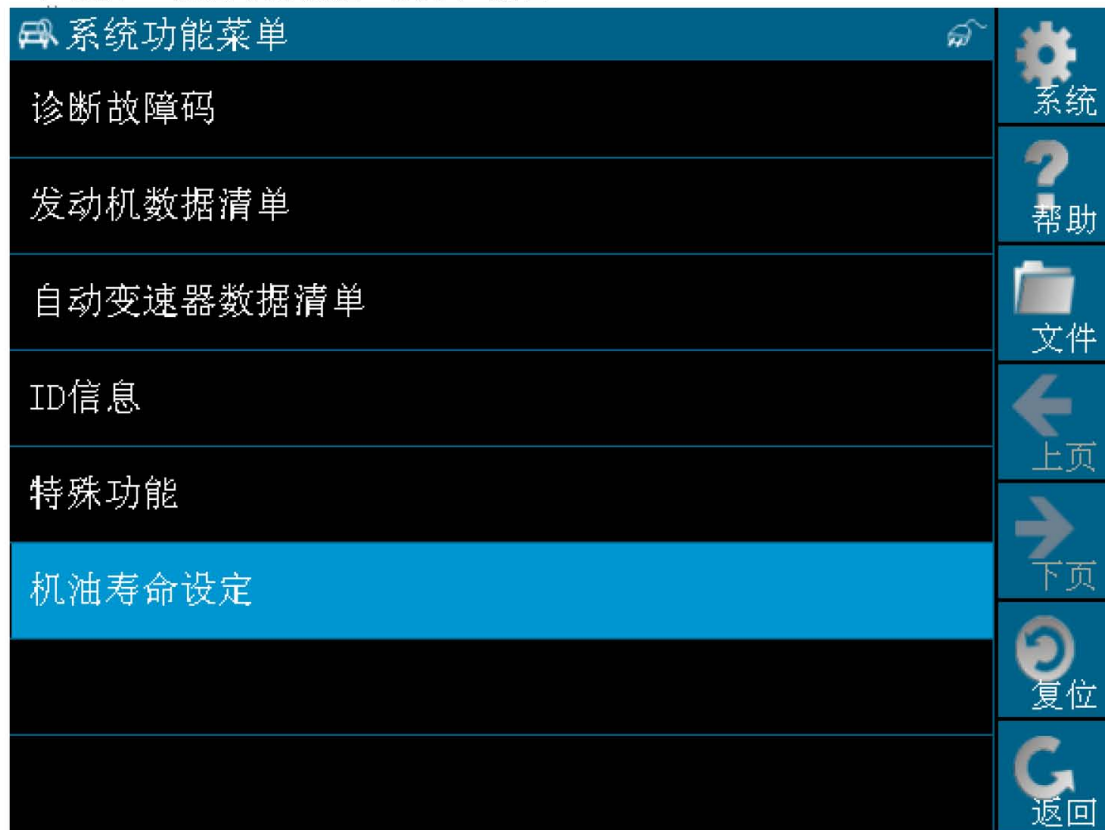 系统功能菜单
诊断故障码
发动机数据清单
自动变速器数据清单
ID信息
特殊功能
机油寿命设定
系统
帮助
文件
上页
下页
复位
返回